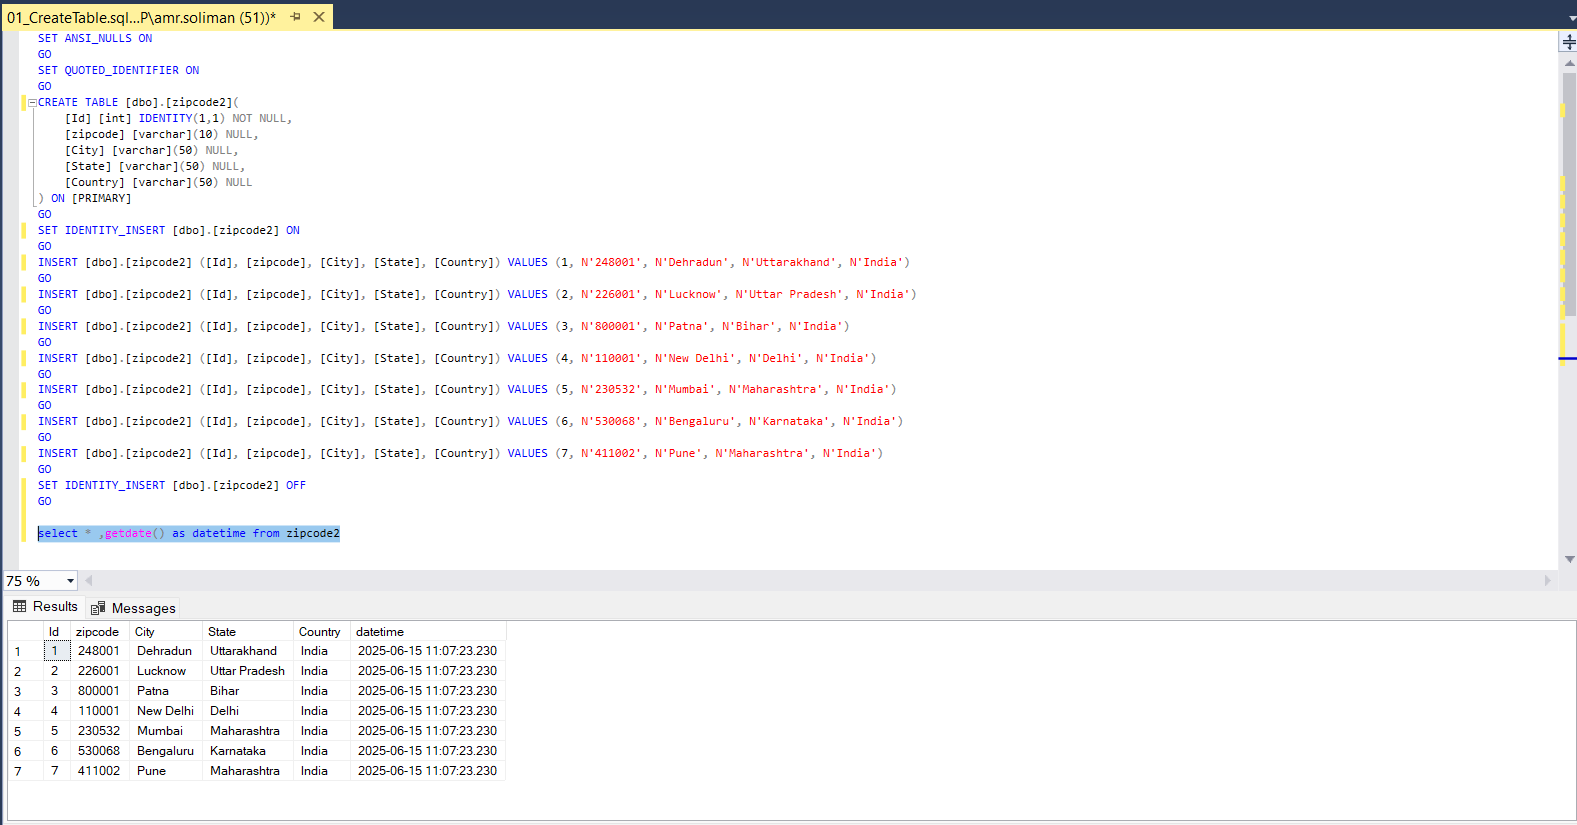 01_CreateTable.sql...P\amr.soliman (51))*
SET ANSI_NULLS ON
GO
SET QUOTED_IDENTIFIER ON
GO
CREATE TABLE [dbo].[zipcode2](
[Id] [int] IDENTITY(1,1) NOT NULL,
[zipcode] [varchar](10) NULL,
[City] [varchar](50) NULL,
[State] [varchar](50) NULL,
[Country] [varchar](50) NULL
) ON [PRIMARY]
GO
SET IDENTITY_INSERT [dbo].[zipcode2] ON
GO
INSERT [dbo].[zipcode2] ([Id], [zipcode], [City], [State], [Country]) VALUES (1, N'248001', N'Dehradun', N'Uttarakhand', N'India')
GO
INSERT [dbo].[zipcode2] ([Id], [zipcode], [City], [State], [Country]) VALUES (2, N'226001', N'Lucknow', N'Uttar Pradesh', N'India')
GO
INSERT [dbo].[zipcode2] ([Id], [zipcode], [City], [State], [Country]) VALUES (3, N'800001', N'Patna', N'Bihar', N'India')
GO
INSERT [dbo].[zipcode2] ([Id], [zipcode], [City], [State], [Country]) VALUES (4, N'110001', N'New Delhi', N'Delhi', N'India')
GO
INSERT [dbo].[zipcode2] ([Id], [zipcode], [City], [State], [Country]) VALUES (5, N'230532', N'Mumbai', N'Maharashtra', N'India')
GO
INSERT [dbo].[zipcode2] ([Id], [zipcode], [City], [State], [Country]) VALUES (6, N'530068', N'Bengaluru', N'Karnataka', N'India')
GO
INSERT [dbo].[zipcode2] ([Id], [zipcode], [City], [State], [Country]) VALUES (7, N'411002', N'Pune', N'Maharashtra', N'India')
GO
SET IDENTITY_INSERT [dbo].[zipcode2] OFF
GO
select * ,getdate() as datetime from zipcode2
75 %
Results Messages
Id zipcode City State Country datetime
1 1 248001 Dehradun Uttarakhand India 2025-06-15 11:07:23.230
2 2 226001 Lucknow Uttar Pradesh India 2025-06-15 11:07:23.230
3 3 800001 Patna Bihar India 2025-06-15 11:07:23.230
4 4 110001 New Delhi Delhi India 2025-06-15 11:07:23.230
5 5 230532 Mumbai Maharashtra India 2025-06-15 11:07:23.230
6 6 530068 Bengaluru Karnataka India 2025-06-15 11:07:23.230
7 7 411002 Pune Maharashtra India 2025-06-15 11:07:23.230